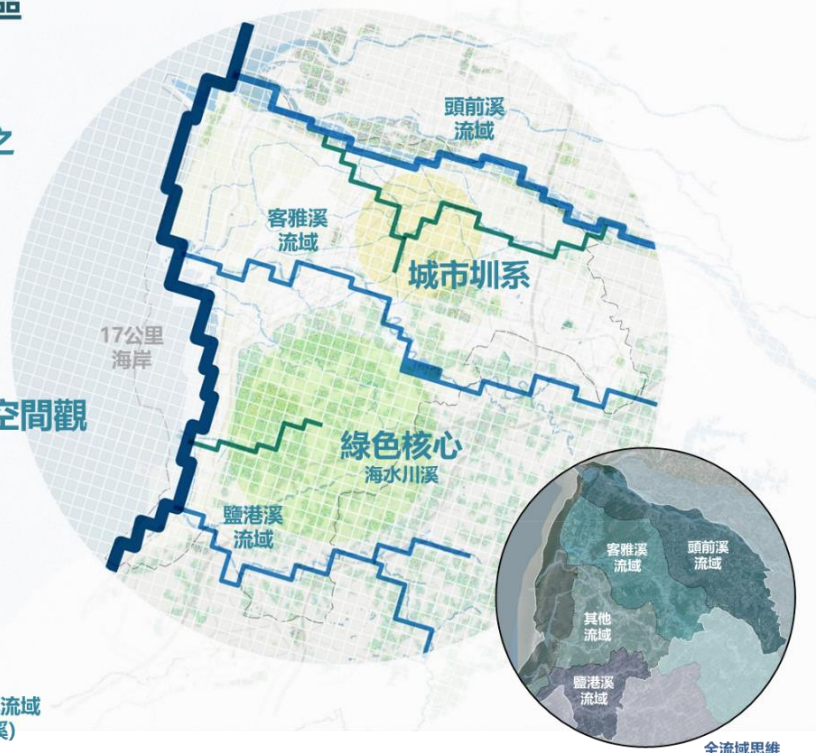 區
之
頭前溪
流域
客雅溪
流域
城市圳系
17公里
海岸
空間觀
綠色核心
海水川溪
鹽港溪
流域
客雅溪
流域
頭前溪
流域
其他
流域
鹽港溪
流域
流域
溪)
全流域思維